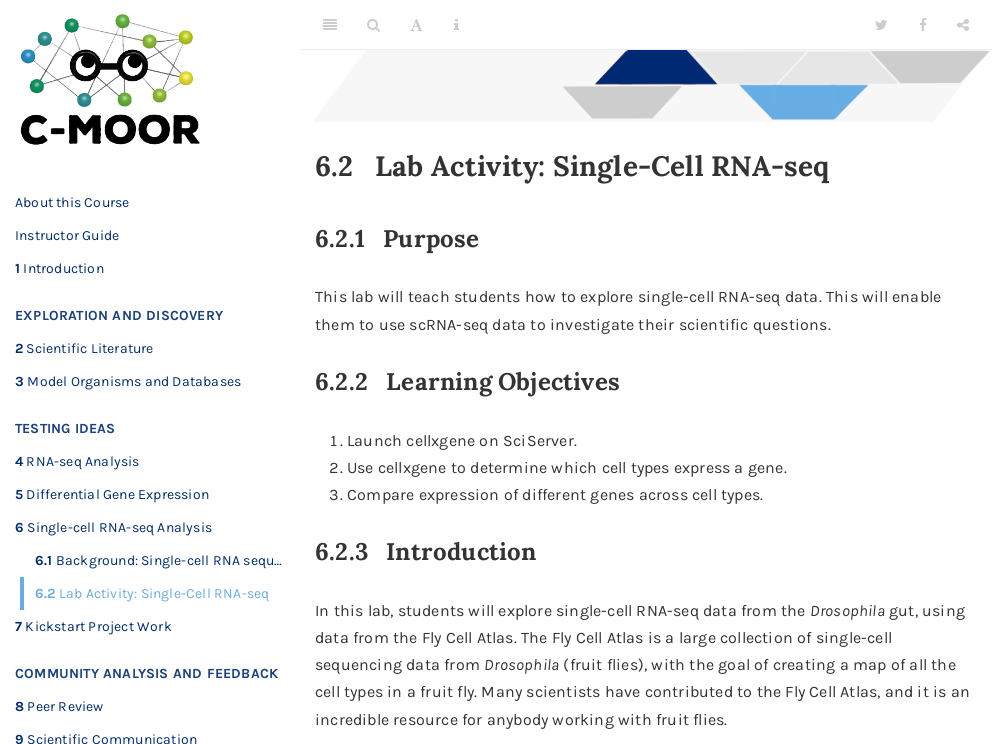 C-MOOR
About this Course
Instructor Guide
1 Introduction
EXPLORATION AND DISCOVERY
2 Scientific Literature
3 Model Organisms and Databases
TESTING IDEAS
4 RNA-seq Analysis
5 Differential Gene Expression
6 Single-cell RNA-seq Analysis
6.1 Background: Single-cell RNA sequ...
6.2 Lab Activity: Single-Cell RNA-seq
7 Kickstart Project Work
COMMUNITY ANALYSIS AND FEEDBACK
8 Peer Review
9 Scientific Communication
A
i
6.2 Lab Activity: Single-Cell RNA-seq
6.2.1 Purpose
This lab will teach students how to explore single-cell RNA-seq data. This will enable
them to use scRNA-seq data to investigate their scientific questions.
6.2.2 Learning Objectives
1. Launch cellxgene on SciServer.
2. Use cellxgene to determine which cell types express a gene.
3. Compare expression of different genes across cell types.
6.2.3 Introduction
In this lab, students will explore single-cell RNA-seq data from the Drosophila gut, using
data from the Fly Cell Atlas. The Fly Cell Atlas is a large collection of single-cell
sequencing data from Drosophila (fruit flies), with the goal of creating a map of all the
cell types in a fruit fly. Many scientists have contributed to the Fly Cell Atlas, and it is an
incredible resource for anybody working with fruit flies.